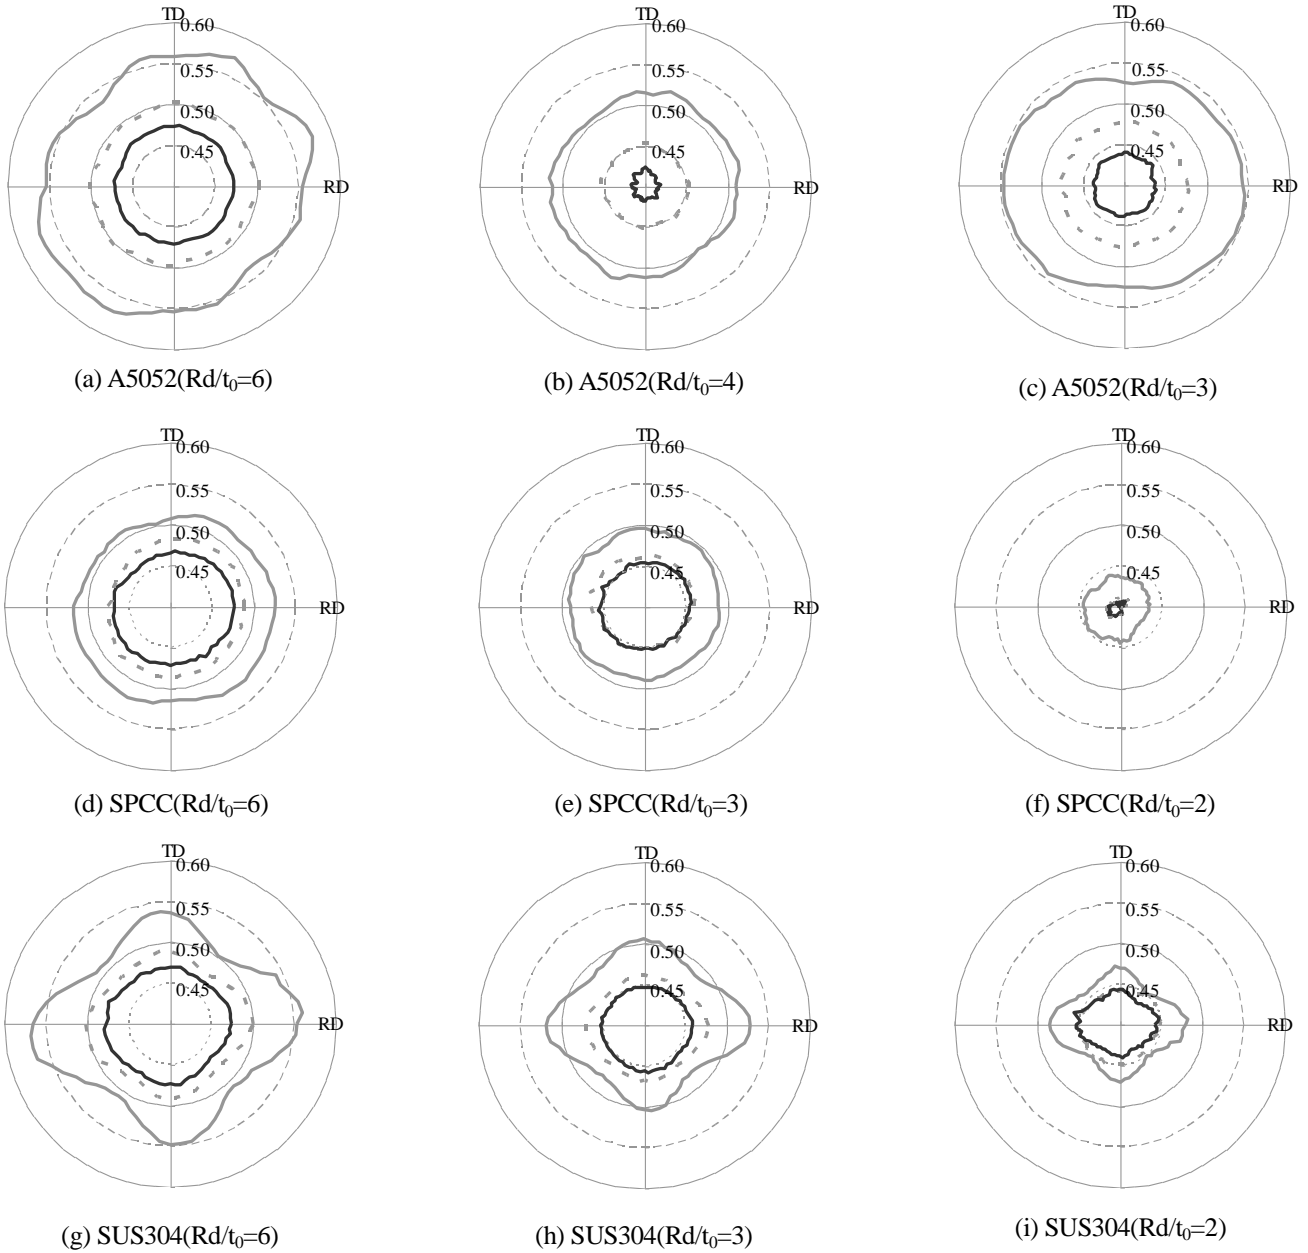 TD
0.60
0.55
0.50
0.45
RD
(a) A5052(Rd/t0=6)
TD
0.60
0.55
0.50
0.45
RD
(b) A5052(Rd/t0=4)
TD
0.60
0.55
0.50
0.45
RD
(c) A5052(Rd/t0=3)
TD
0.60
0.55
0.50
0.45
RD
(d) SPCC(Rd/t0=6)
TD
0.60
0.55
0.50
0.45
RD
(e) SPCC(Rd/t0=3)
TD
0.60
0.55
0.50
0.45
RD
(f) SPCC(Rd/t0=2)
TD
0.60
0.55
0.50
0.45
RD
(g) SUS304(Rd/t0=6)
TD
0.60
0.55
0.50
0.45
RD
(h) SUS304(Rd/t0=3)
TD
0.60
0.55
0.50
0.45
RD
(i) SUS304(Rd/t0=2)